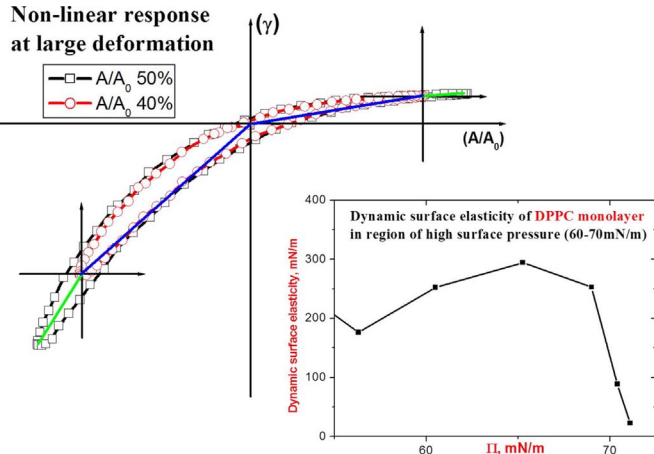 Non-linear response
at large deformation
(γ)
A/A₀ 50%
A/A₀ 40%
(A/A₀)
Dynamic surface elasticity of DPPC monolayer
in region of high surface pressure (60-70mN/m)
400
300
200
100
0
Dynamic surface elasticity, mN/m
60
70
Π, mN/m